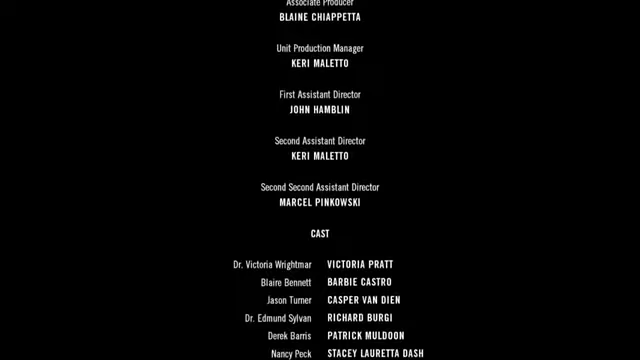 Associate Producer
BLAINE CHIAPPETTA
Unit Production Manager
KERI MALETTO
First Assistant Director
JOHN HAMBLIN
Second Assistant Director
KERI MALETTO
Second Second Assistant Director
MARCEL PINKOWSKI
CAST
Dr. Victoria Wrightmar VICTORIA PRATT
Blaire Bennett BARBIE CASTRO
Jason Turner CASPER VAN DIEN
Dr. Edmund Sylvan RICHARD BURGI
Derek Barris PATRICK MULDOON
Nancy Peck STACEY LAURETTA DASH